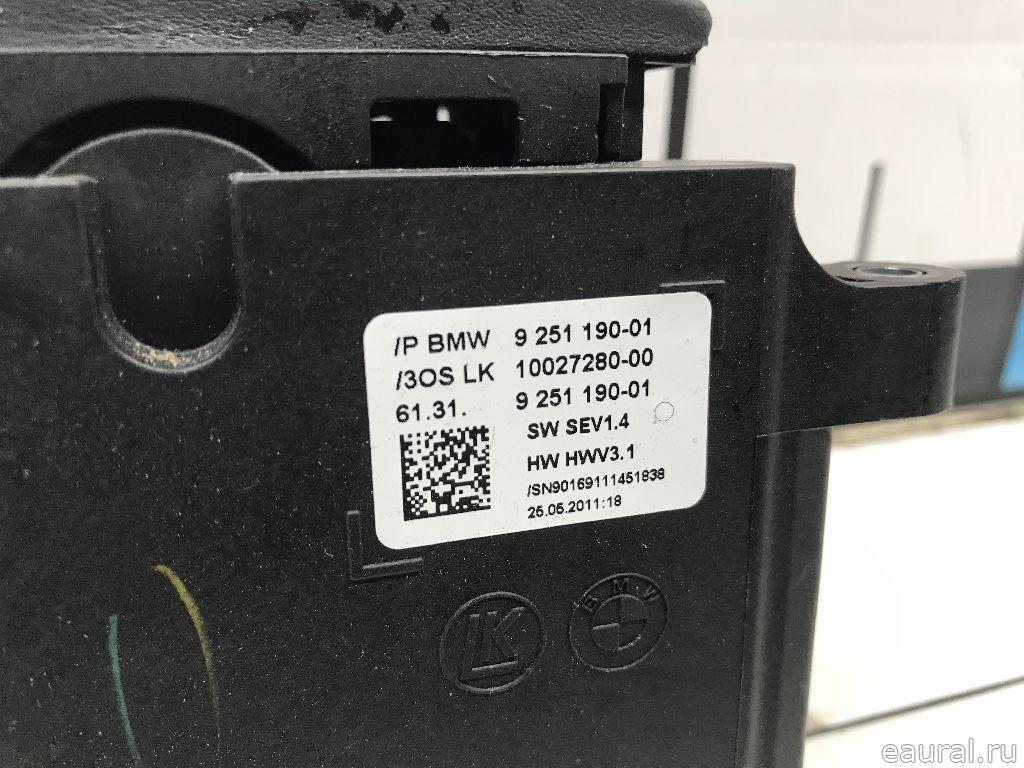 /P BMW 9 251 190-01
/3OS LK 10027280-00
61.31. 9 251 190-01
SW SEV1.4
HW HWV3.1
/SN90169111451838
25.05.2011:18
LK
BMW
eaural.ru